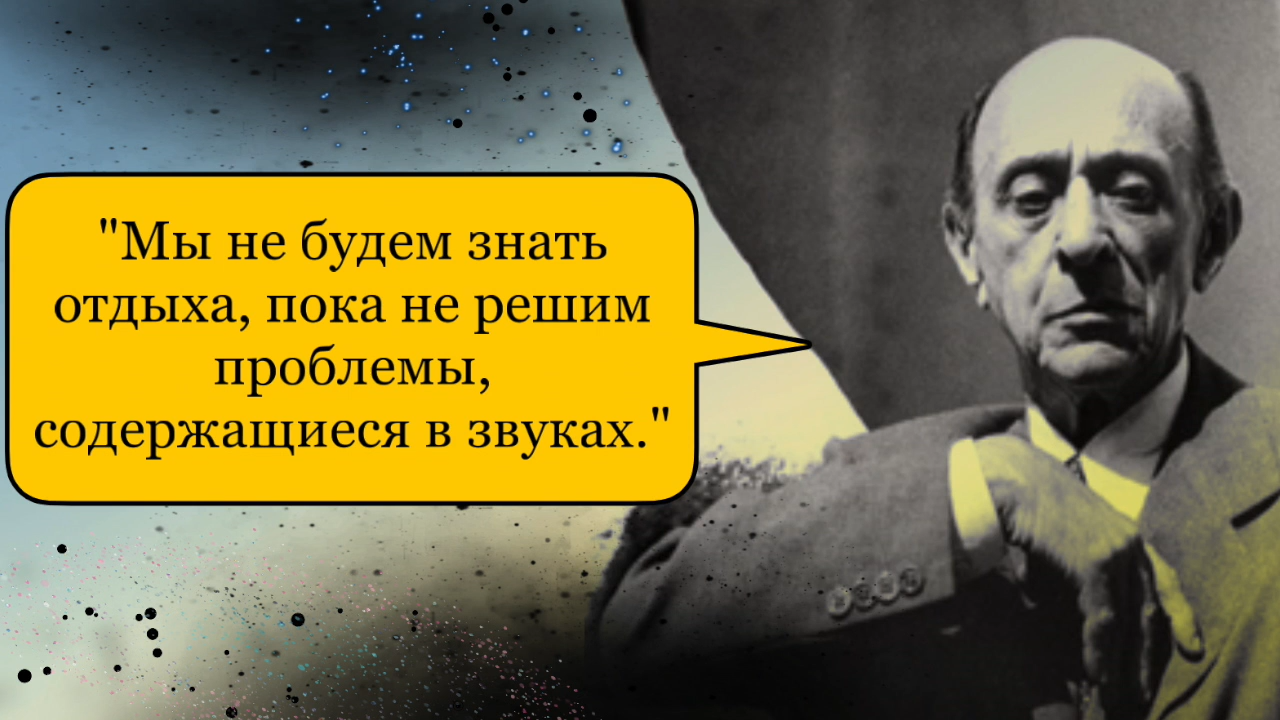 "Мы не будем знать
отдыха, пока не решим
проблемы,
содержащиеся в звуках."